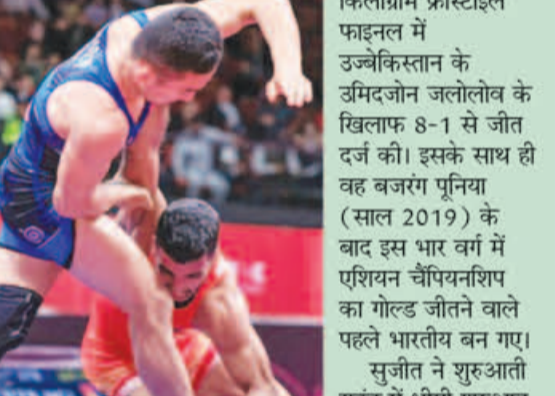 किलोग्राम फ्रीस्टाइल
फाइनल में
उज्बेकिस्तान के
उमिदजोन जलोलोव के
खिलाफ 8-1 से जीत
दर्ज की। इसके साथ ही
वह बजरंग पूनिया
(साल 2019) के
बाद इस भार वर्ग में
एशियन चैंपियनशिप
का गोल्ड जीतने वाले
पहले भारतीय बन गए।
सुजीत ने शुरुआती